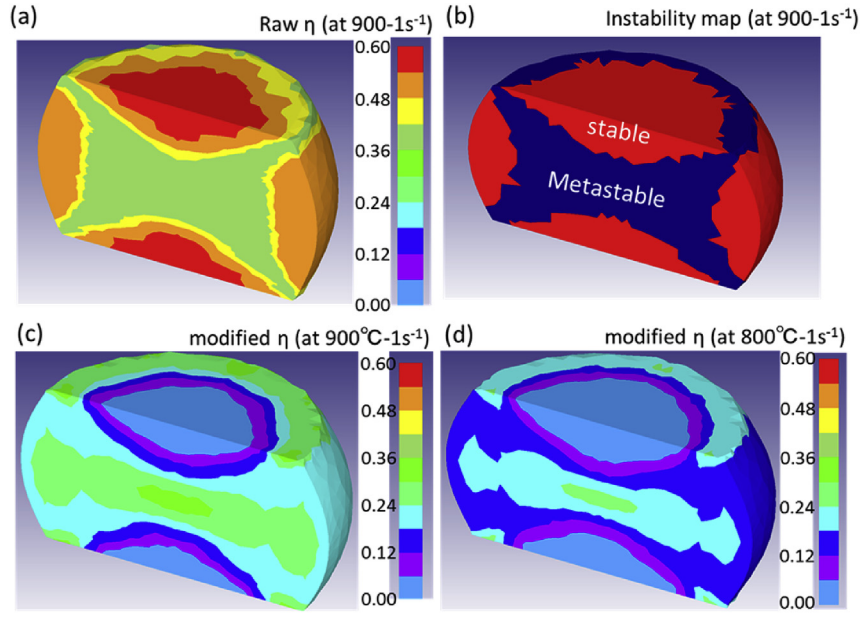 (a)
Raw η (at 900-1s⁻¹)
0.60
0.48
0.36
0.24
0.12
0.00
(b)
Instability map (at 900-1s⁻¹)
stable
Metastable
(c)
modified η (at 900℃-1s⁻¹)
0.60
0.48
0.36
0.24
0.12
0.00
(d)
modified η (at 800℃-1s⁻¹)
0.60
0.48
0.36
0.24
0.12
0.00